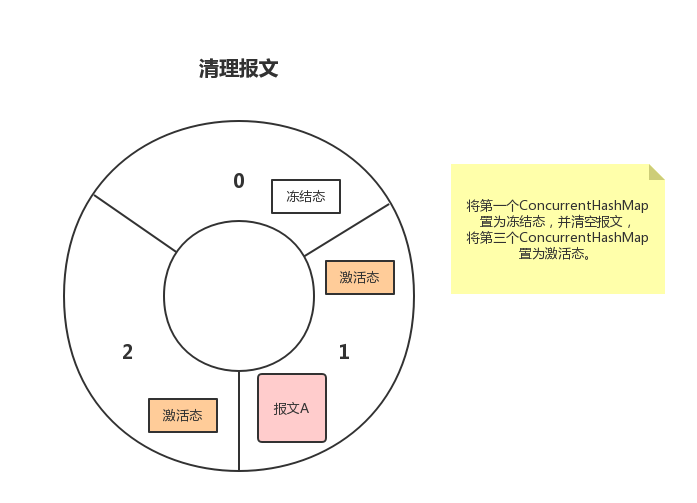 清理报文
0
冻结态
将第一个ConcurrentHashMap
置为冻结态，并清空报文，
将第三个ConcurrentHashMap
置为激活态。
激活态
2
1
激活态
报文A